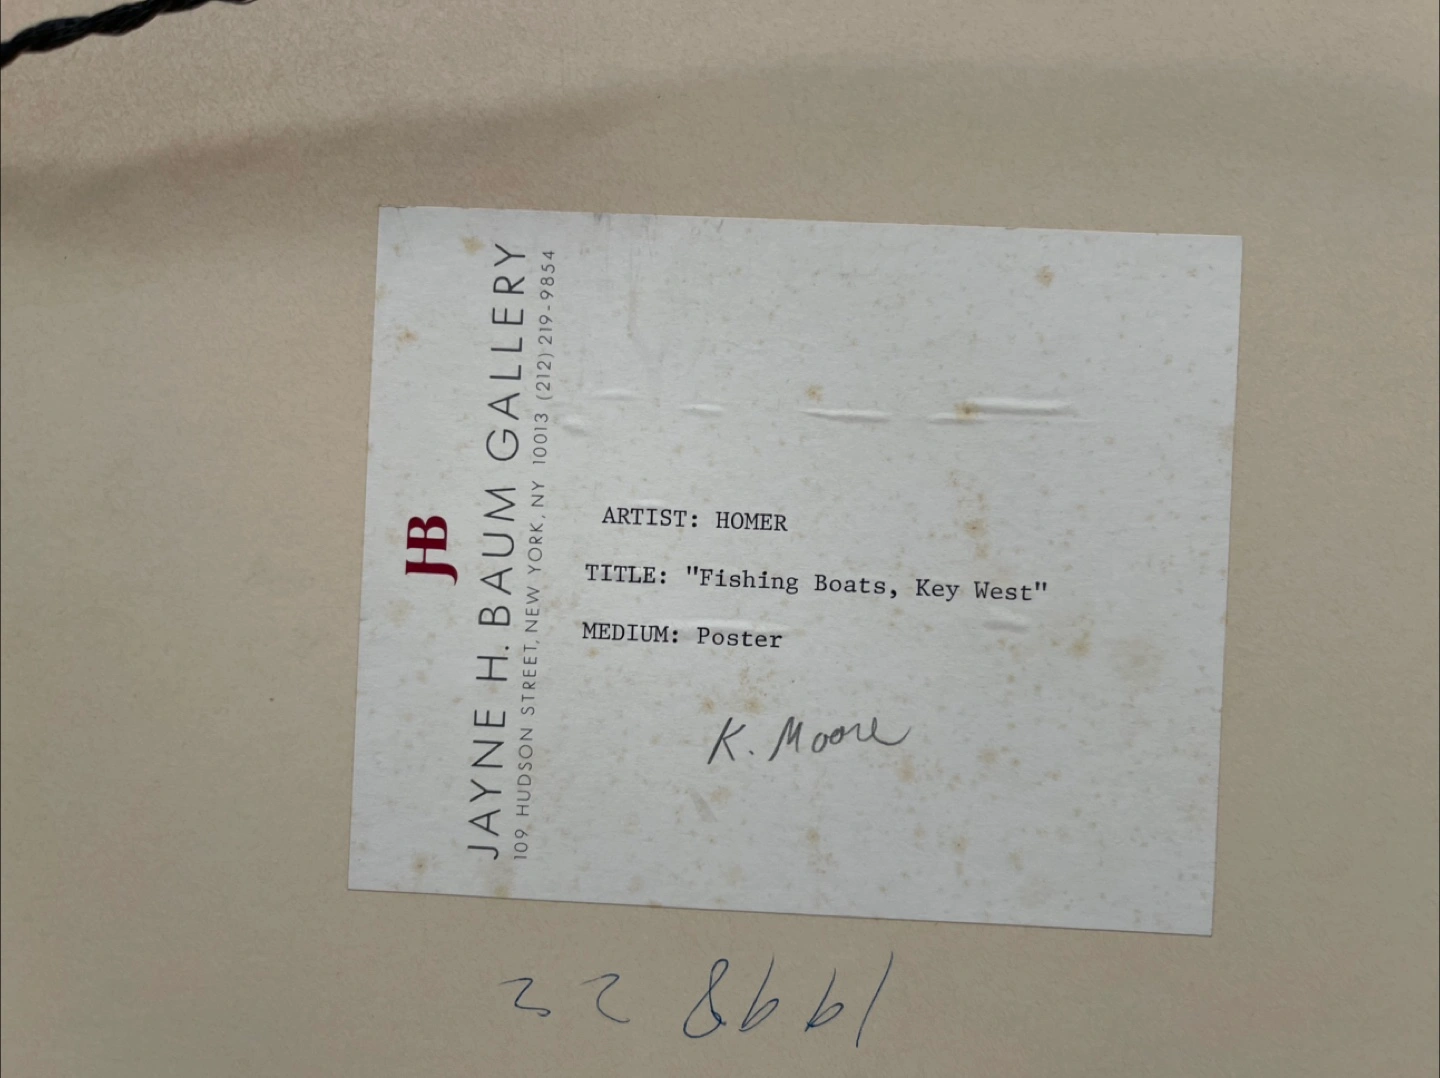 JHB
JAYNE H. BAUM GALLERY
109 HUDSON STREET, NEW YORK, NY 10013 (212) 219-9854
ARTIST: HOMER
TITLE: "Fishing Boats, Key West"
MEDIUM: Poster
K. Moore